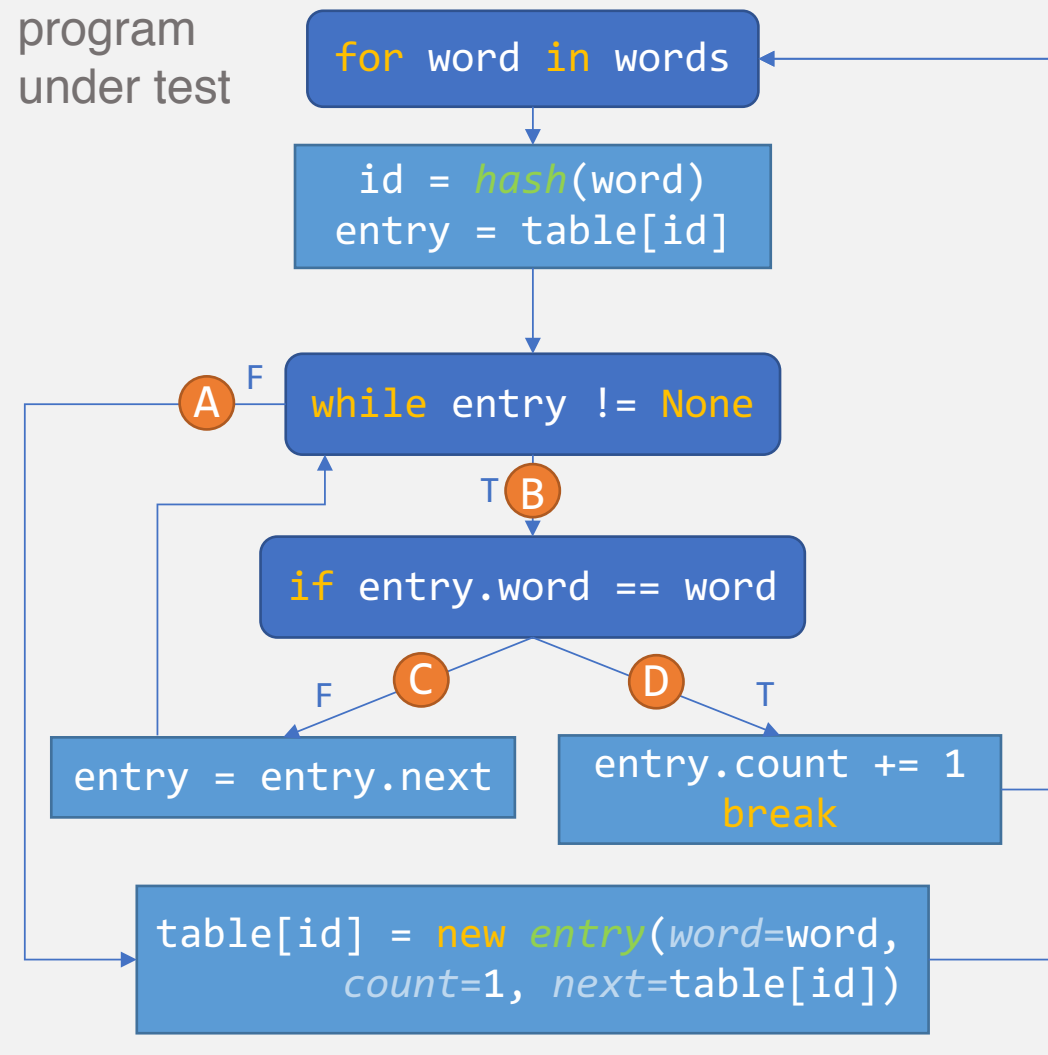 program
under test
for word in words
id = hash(word)
entry = table[id]
A
F
while entry != None
T
B
if entry.word == word
C
F
D
T
entry = entry.next
entry.count += 1
break
table[id] = new entry(word=word,
count=1, next=table[id])